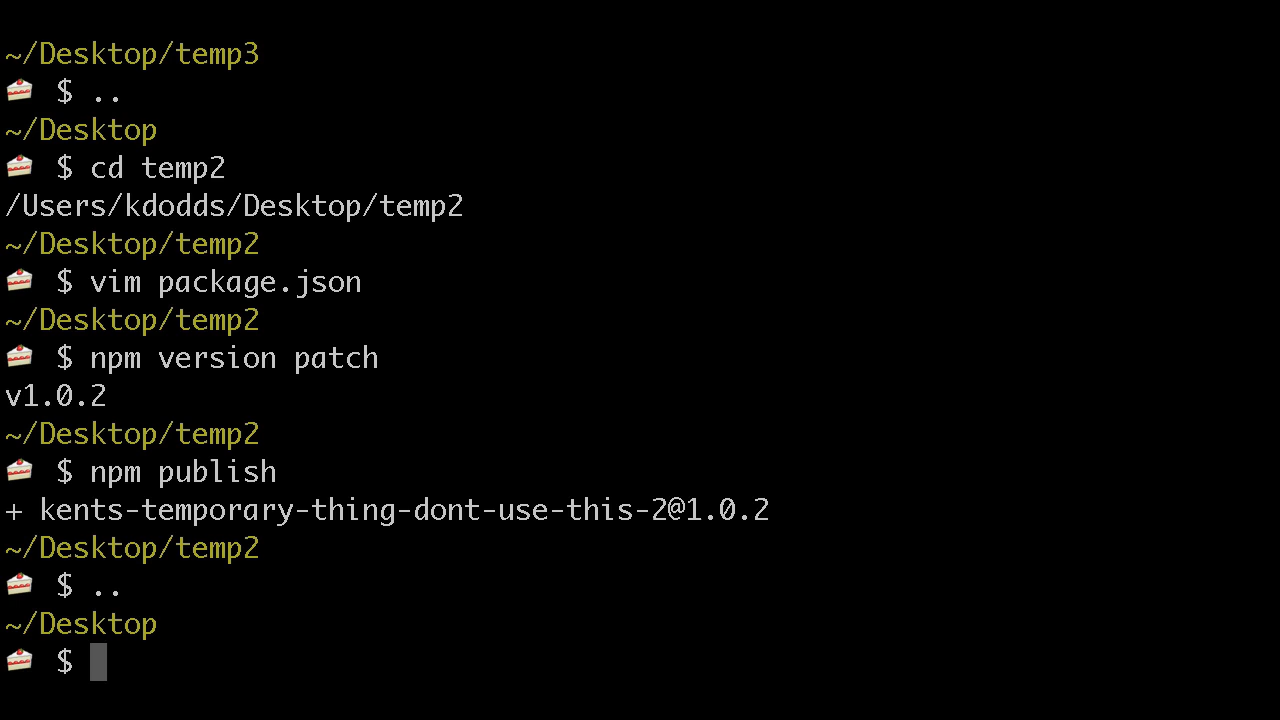 ~/Desktop/temp3
🍰 $ ..
~/Desktop
🍰 $ cd temp2
/Users/kdodds/Desktop/temp2
~/Desktop/temp2
🍰 $ vim package.json
~/Desktop/temp2
🍰 $ npm version patch
v1.0.2
~/Desktop/temp2
🍰 $ npm publish
+ kents-temporary-thing-dont-use-this-2@1.0.2
~/Desktop/temp2
🍰 $ ..
~/Desktop
🍰 $